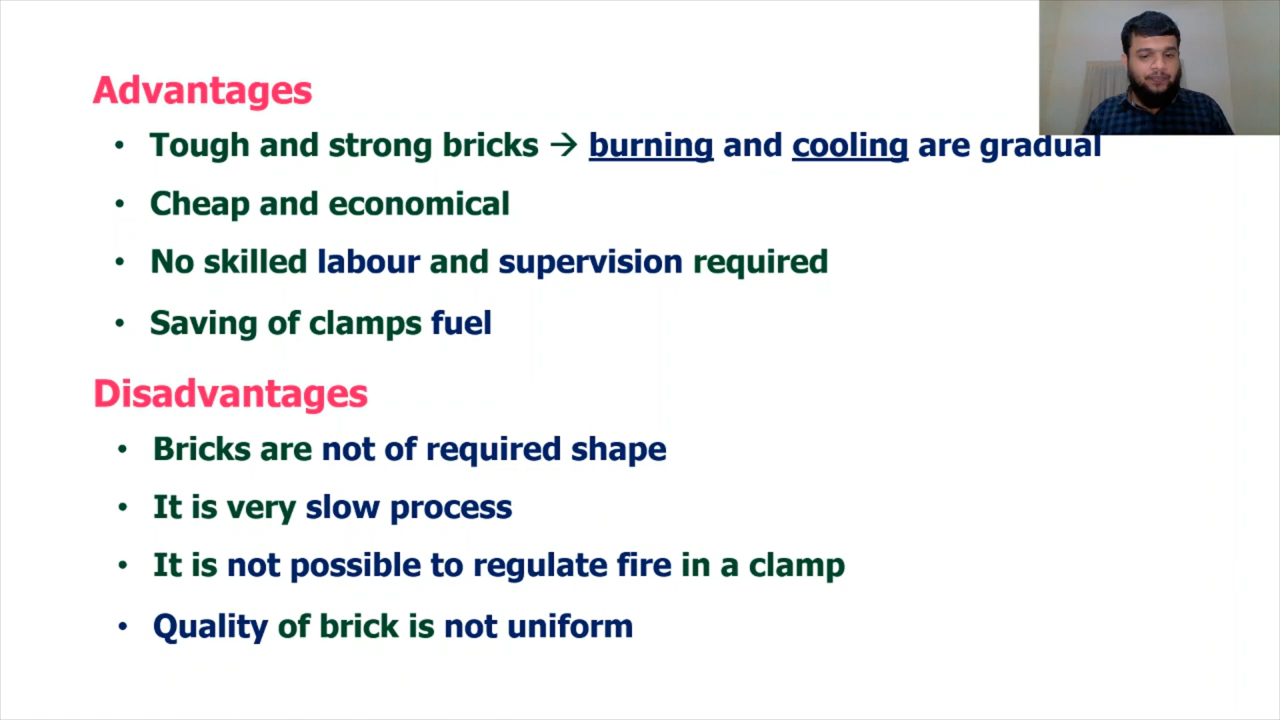 Advantages
• Tough and strong bricks → burning and cooling are gradual
• Cheap and economical
• No skilled labour and supervision required
• Saving of clamps fuel
Disadvantages
• Bricks are not of required shape
• It is very slow process
• It is not possible to regulate fire in a clamp
• Quality of brick is not uniform